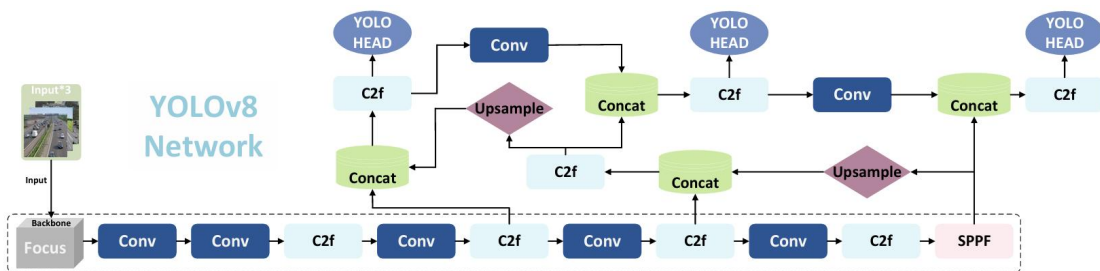 YOLO
HEAD
YOLO
HEAD
YOLO
HEAD
Conv
Input*3
C2f
Concat
C2f
Conv
Concat
C2f
YOLOv8
Network
Upsample
Concat
C2f
Concat
Upsample
Input
Backbone
Focus
Conv
Conv
C2f
Conv
C2f
Conv
C2f
Conv
C2f
SPPF